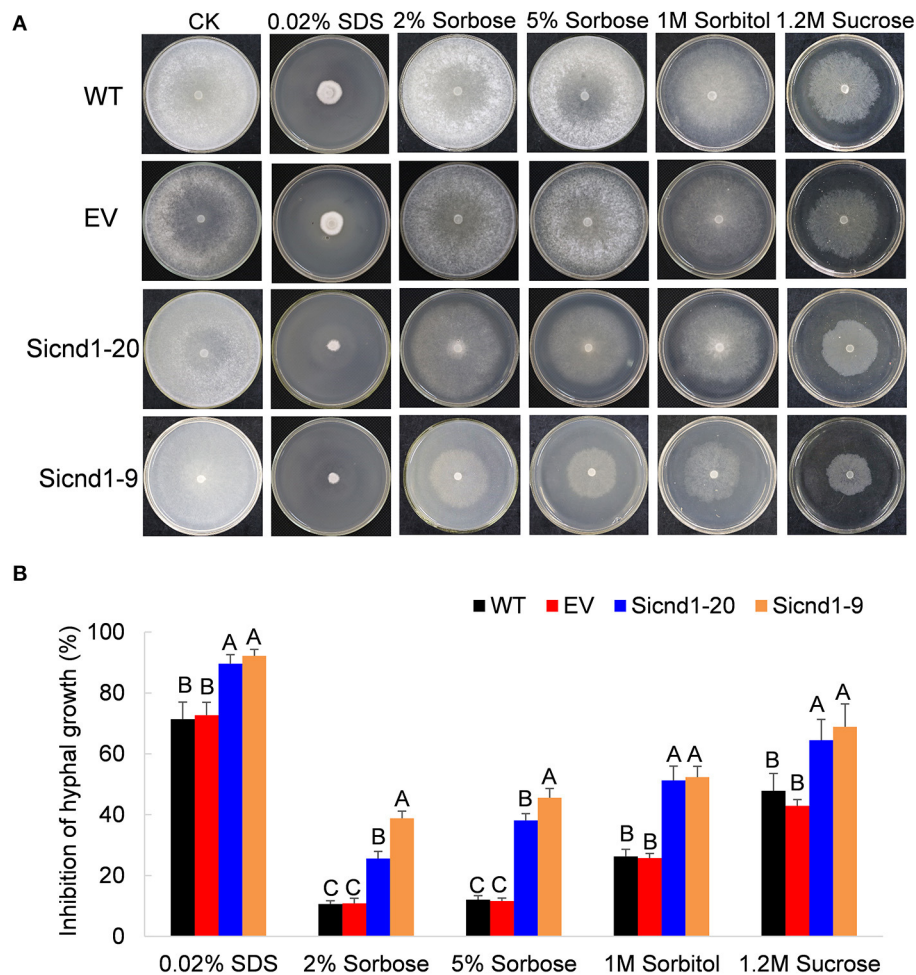 A
CK 0.02% SDS 2% Sorbose 5% Sorbose 1M Sorbitol 1.2M Sucrose
WT
EV
Sicnd1-20
Sicnd1-9
B
WT EV Sicnd1-20 Sicnd1-9
Inhibition of hyphal growth (%)
100
80
60
40
20
0
B B A A
C C B A
C C B A
B B A A
B B A A
0.02% SDS 2% Sorbose 5% Sorbose 1M Sorbitol 1.2M Sucrose